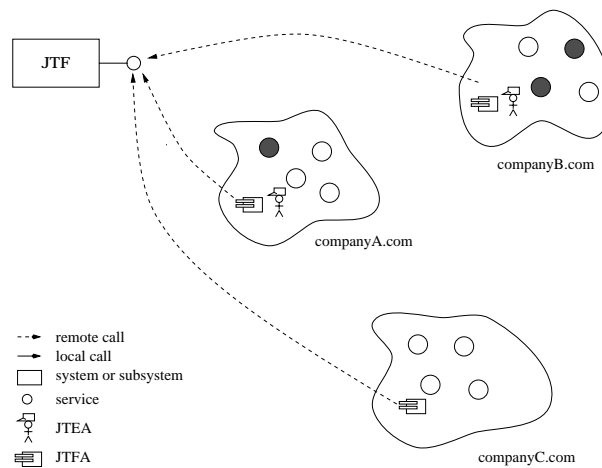 JTF
companyB.com
companyA.com
remote call
local call
system or subsystem
service
JTEA
JTFA
companyC.com